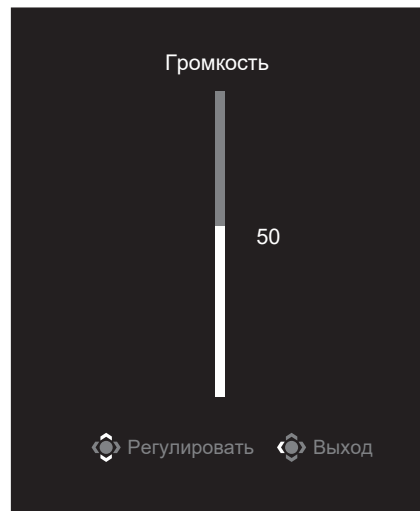 Громкость
50
Регулировать Выход